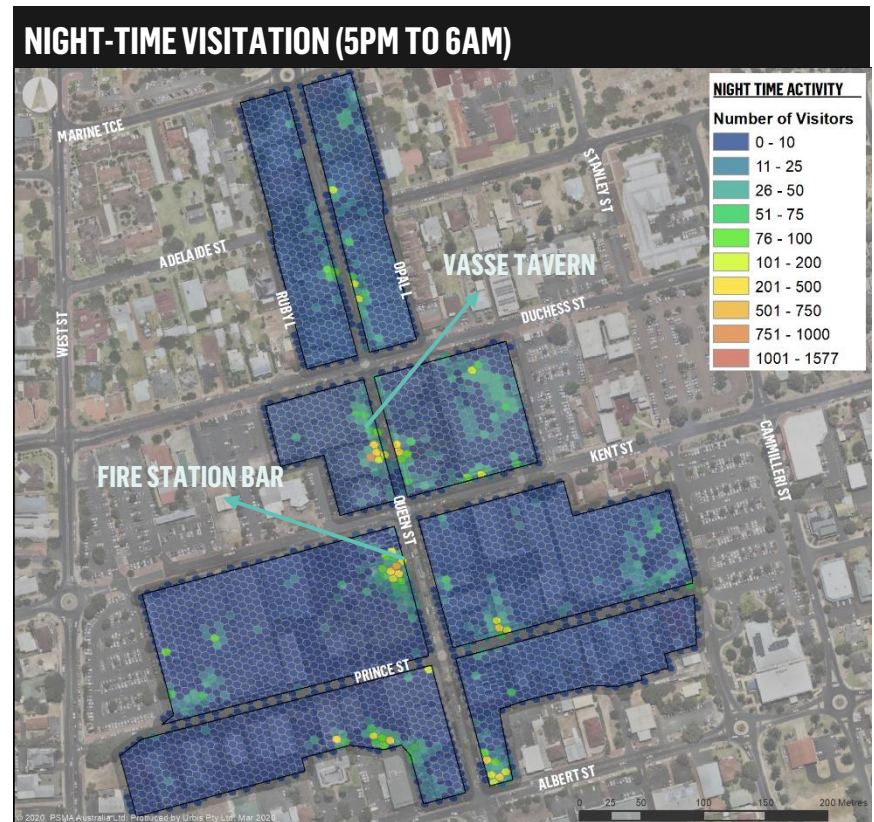 NIGHT-TIME VISITATION (5PM TO 6AM)
NIGHT TIME ACTIVITY
Number of Visitors
0 - 10
11 - 25
26 - 50
51 - 75
76 - 100
101 - 200
201 - 500
501 - 750
751 - 1000
1001 - 1577
MARINE TCE
STANLEY ST
ADELAIDE ST
VASSE TAVERN
OPAL L
RUBY L
WEST ST
DUCHESS ST
CAMMILLERI ST
KENT ST
FIRE STATION BAR
QUEEN ST
PRINCE ST
ALBERT ST
0 25 50 100 150 200 Metres
© 2020. PSMA Australia Ltd. Produced by Urbis Pty Ltd. Mar 2020